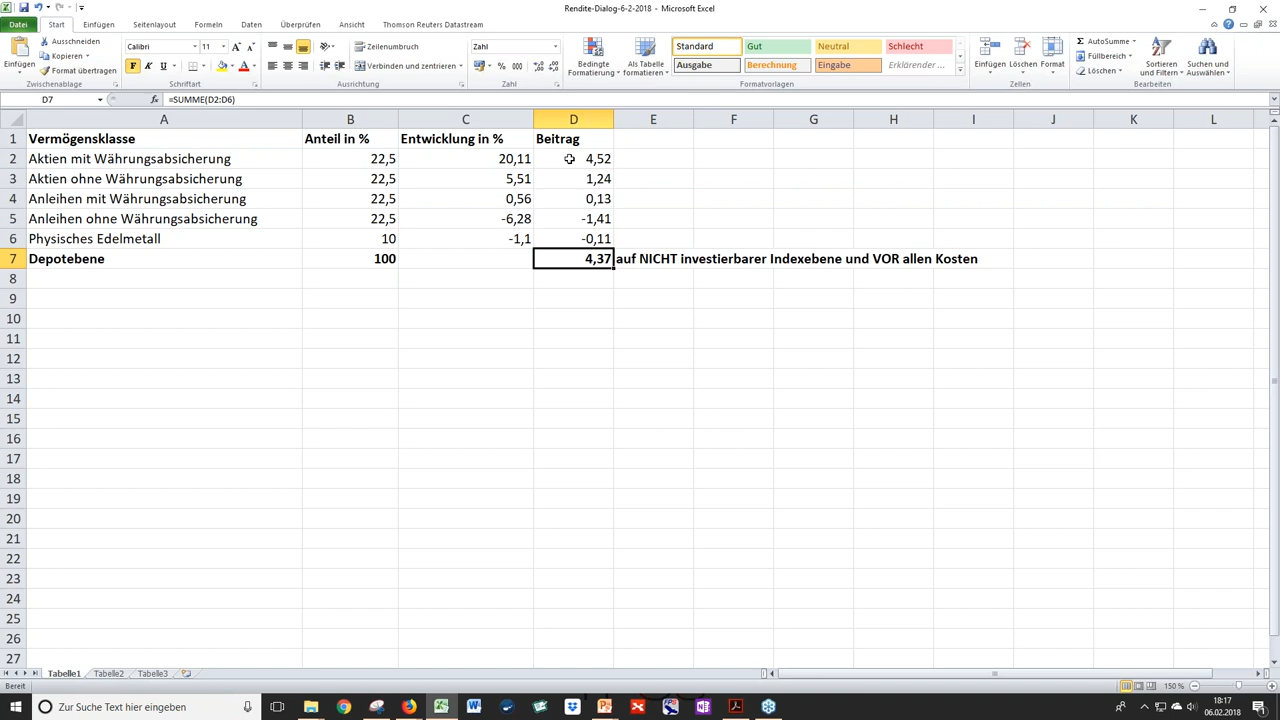 Rendite-Dialog-6-2-2018 - Microsoft Excel
Datei Start Einfügen Seitenlayout Formeln Daten Überprüfen Ansicht Thomson Reuters Datastream
Einfügen
Ausschneiden
Kopieren
Format übertragen
Zwischenablage
Calibri 11
F K U
Schriftart
Zeilenumbruch
Verbinden und zentrieren
Ausrichtung
Zahl
% 000
Zahl
Bedingte Formatierung
Als Tabelle formatieren
Standard Gut Neutral Schlecht
Ausgabe Berechnung Eingabe Erklärender ...
Formatvorlagen
Einfügen Löschen Format
Zellen
AutoSumme
Füllbereich
Löschen
Sortieren und Filtern
Suchen und Auswählen
Bearbeiten
D7 fx =SUMME(D2:D6)
A B C D E F G H I J K L
1 Vermögensklasse Anteil in % Entwicklung in % Beitrag
2 Aktien mit Währungsabsicherung 22,5 20,11 4,52
3 Aktien ohne Währungsabsicherung 22,5 5,51 1,24
4 Anleihen mit Währungsabsicherung 22,5 0,56 0,13
5 Anleihen ohne Währungsabsicherung 22,5 -6,28 -1,41
6 Physisches Edelmetall 10 -1,1 -0,11
7 Depotebene 100 4,37 auf NICHT investierbarer Indexebene und VOR allen Kosten
8
9
10
11
12
13
14
15
16
17
18
19
20
21
22
23
24
25
26
27
Tabelle1 Tabelle2 Tabelle3
Bereit 150 %
Zur Suche Text hier eingeben
18:17
06.02.2018